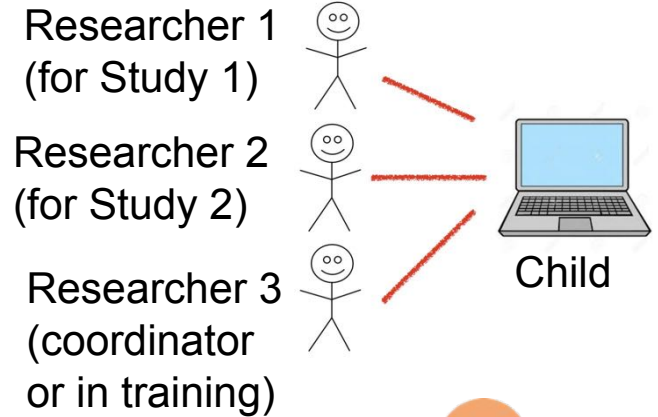 Researcher 1
(for Study 1)
Researcher 2
(for Study 2)
Researcher 3
(coordinator
or in training)
Child